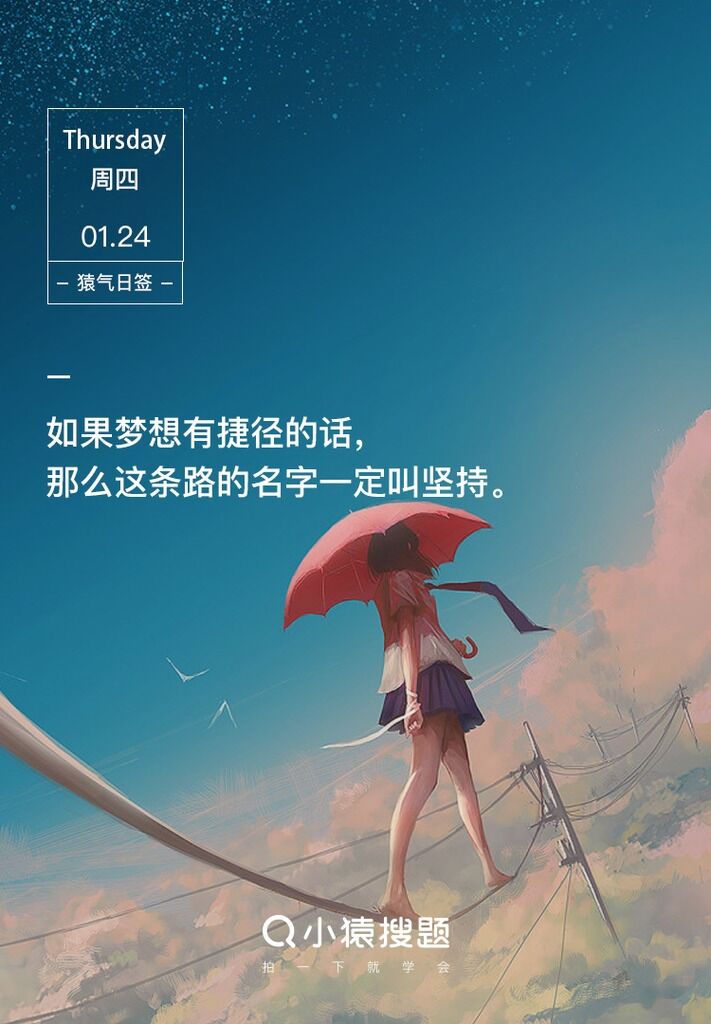 Thursday
周四
01.24
– 猿气日签 –
如果梦想有捷径的话，
那么这条路的名字一定叫坚持。
小猿搜题
拍一下就学会